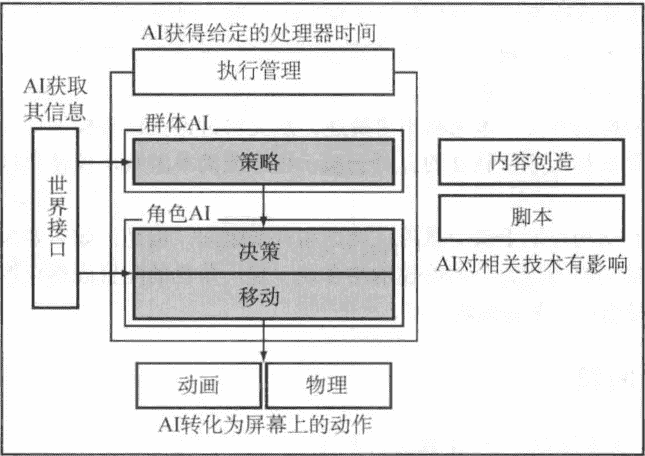 AI获得给定的处理器时间
执行管理
AI获取
其信息
群体AI
策略
内容创造
世界接口
角色AI
脚本
决策
AI对相关技术有影响
移动
动画
物理
AI转化为屏幕上的动作